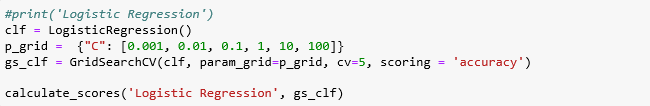 #print('Logistic Regression')
clf = LogisticRegression()
p_grid =  {"C": [0.001, 0.01, 0.1, 1, 10, 100]}
gs_clf = GridSearchCV(clf, param_grid=p_grid, cv=5, scoring = 'accuracy')
calculate_scores('Logistic Regression', gs_clf)